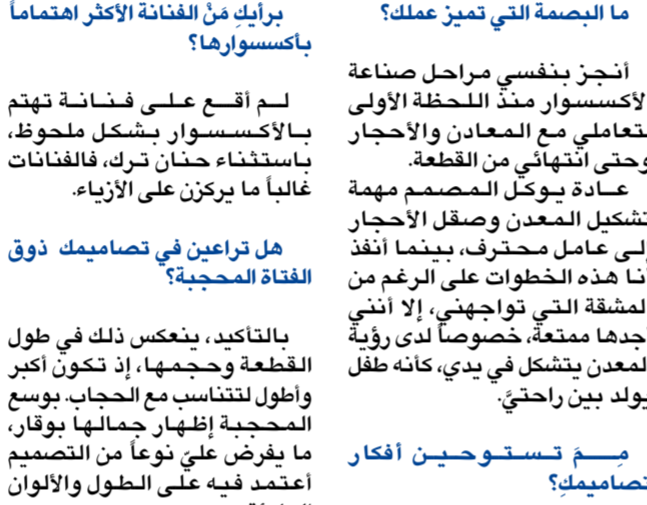 ما البصمة التي تميز عملك؟
أنجز بنفسي مراحل صناعة
الأكسسوار منذ اللحظة الأولى
لتعاملي مع المعادن والأحجار
وحتى انتهائي من القطعة.
عادة يوكل المصمم مهمة
تشكيل المعدن وصقل الأحجار
إلى عامل محترف، بينما أنفذ
أنا هذه الخطوات على الرغم من
المشقة التي تواجهني، إلا أنني
أجدها ممتعة، خصوصاً لدى رؤية
المعدن يتشكل في يدي، كأنه طفل
يولد بين راحتيَّ.
مِمَ تستوحين أفكار
تصاميمكِ؟
برأيكِ مَنْ الفنانة الأكثر اهتماماً
بأكسسوارها؟
لم أقع على فنانة تهتم
بالأكسسوار بشكل ملحوظ،
باستثناء حنان ترك، فالفنانات
غالباً ما يركزن على الأزياء.
هل تراعين في تصاميمك ذوق
الفتاة المحجبة؟
بالتأكيد، ينعكس ذلك في طول
القطعة وحجمها، إذ تكون أكبر
وأطول لتتناسب مع الحجاب. بوسع
المحجبة إظهار جمالها بوقار،
ما يفرض عليّ نوعاً من التصميم
أعتمد فيه على الطول والألوان